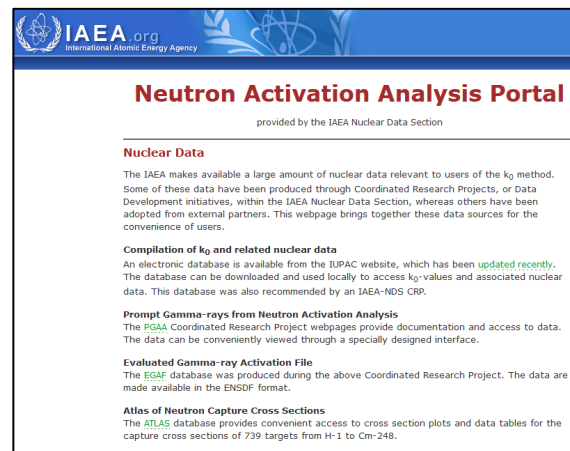 IAEA.org
International Atomic Energy Agency
Neutron Activation Analysis Portal
provided by the IAEA Nuclear Data Section
Nuclear Data
The IAEA makes available a large amount of nuclear data relevant to users of the k0 method.
Some of these data have been produced through Coordinated Research Projects, or Data
Development initiatives, within the IAEA Nuclear Data Section, whereas others have been
adopted from external partners. This webpage brings together these data sources for the
convenience of users.
Compilation of k0 and related nuclear data
An electronic database is available from the IUPAC website, which has been updated recently.
The database can be downloaded and used locally to access k0-values and associated nuclear
data. This database was also recommended by an IAEA-NDS CRP.
Prompt Gamma-rays from Neutron Activation Analysis
The PGAA Coordinated Research Project webpages provide documentation and access to data.
The data can be conveniently viewed through a specially designed interface.
Evaluated Gamma-ray Activation File
The EGAF database was produced during the above Coordinated Research Project. The data are
made available in the ENSDF format.
Atlas of Neutron Capture Cross Sections
The ATLAS database provides convenient access to cross section plots and data tables for the
capture cross sections of 739 targets from H-1 to Cm-248.